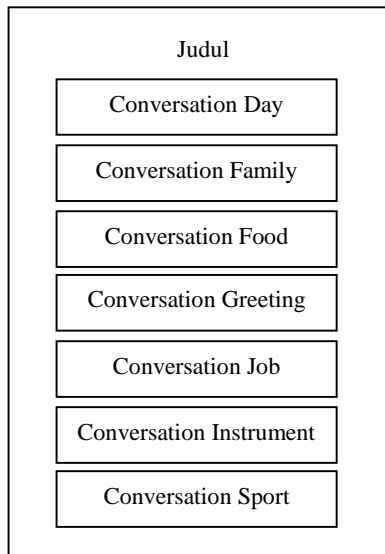 Judul
Conversation Day
Conversation Family
Conversation Food
Conversation Greeting
Conversation Job
Conversation Instrument
Conversation Sport